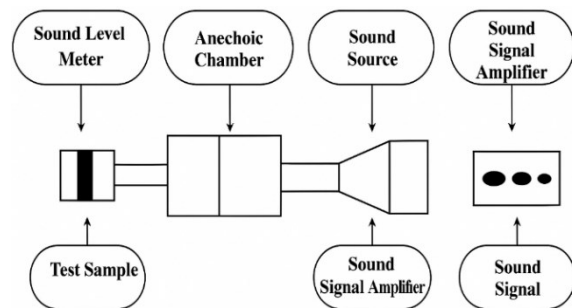 Sound Level
Meter
Anechoic
Chamber
Sound
Source
Sound
Signal
Amplifier
Test Sample
Sound
Signal Amplifier
Sound
Signal